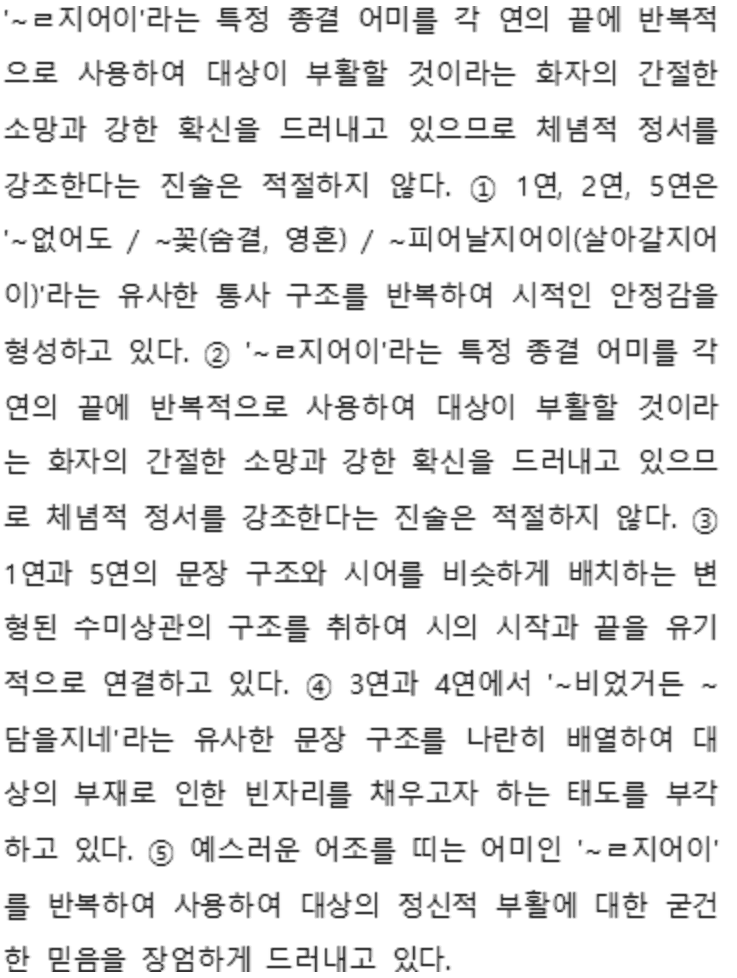 '~ㄹ지어이'라는 특정 종결 어미를 각 연의 끝에 반복적
으로 사용하여 대상이 부활할 것이라는 화자의 간절한
소망과 강한 확신을 드러내고 있으므로 체념적 정서를
강조한다는 진술은 적절하지 않다. ① 1연, 2연, 5연은
'~없어도 / ~꽃(숨결, 영혼) / ~피어날지어이(살아갈지어
이)'라는 유사한 통사 구조를 반복하여 시적인 안정감을
형성하고 있다. ② '~ㄹ지어이'라는 특정 종결 어미를 각
연의 끝에 반복적으로 사용하여 대상이 부활할 것이라
는 화자의 간절한 소망과 강한 확신을 드러내고 있으므
로 체념적 정서를 강조한다는 진술은 적절하지 않다. ③
1연과 5연의 문장 구조와 시어를 비슷하게 배치하는 변
형된 수미상관의 구조를 취하여 시의 시작과 끝을 유기
적으로 연결하고 있다. ④ 3연과 4연에서 '~비었거든 ~
담을지네'라는 유사한 문장 구조를 나란히 배열하여 대
상의 부재로 인한 빈자리를 채우고자 하는 태도를 부각
하고 있다. ⑤ 예스러운 어조를 띠는 어미인 '~ㄹ지어이'
를 반복하여 사용하여 대상의 정신적 부활에 대한 굳건
한 믿음을 장엄하게 드러내고 있다.